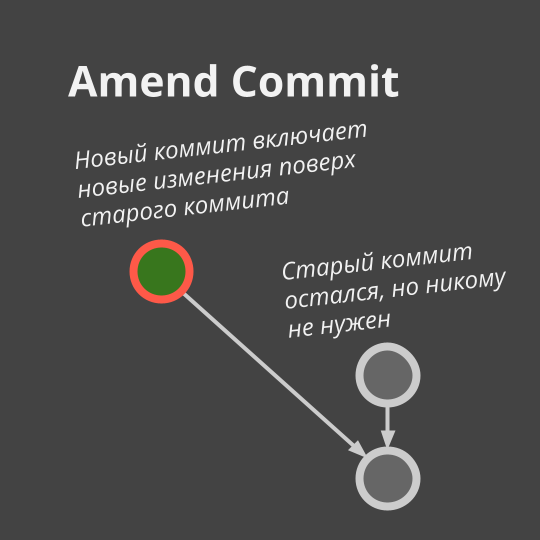 Amend Commit
Новый коммит включает
новые изменения поверх
старого коммита
Старый коммит
остался, но никому
не нужен